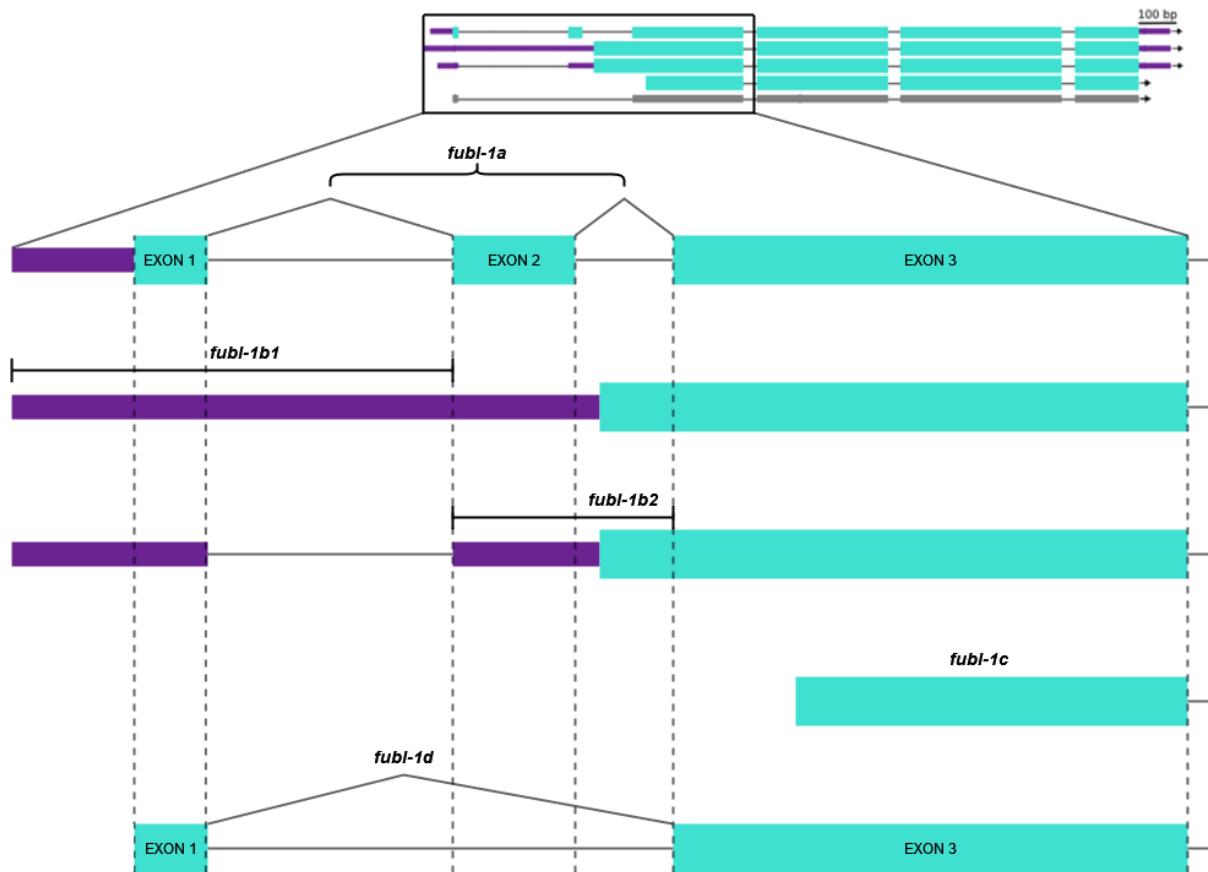 100 bp
fubl-1a
EXON 1
EXON 2
EXON 3
fubl-1b1
fubl-1b2
fubl-1c
fubl-1d
EXON 1
EXON 3